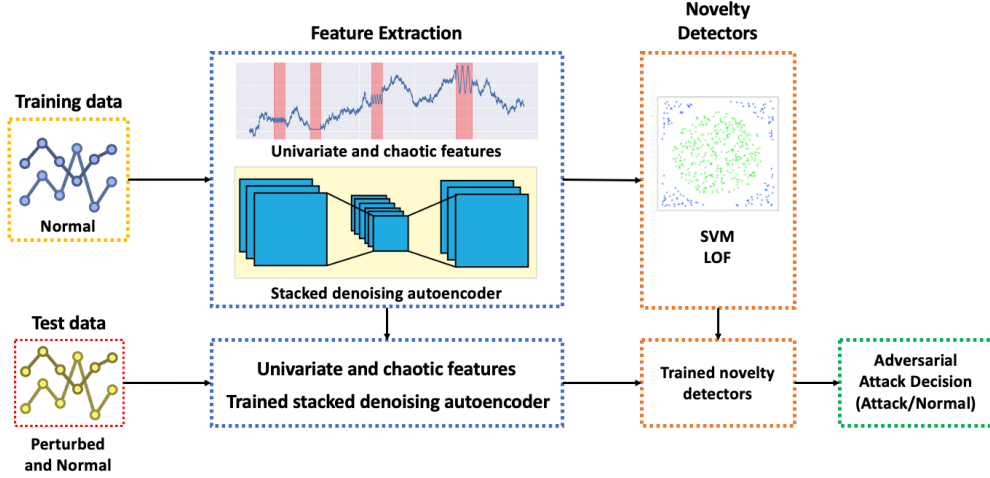 Feature Extraction
Novelty
Detectors
Training data
Normal
Univariate and chaotic features
Stacked denoising autoencoder
SVM
LOF
Test data
Perturbed
and Normal
Univariate and chaotic features
Trained stacked denoising autoencoder
Trained novelty
detectors
Adversarial
Attack Decision
(Attack/Normal)